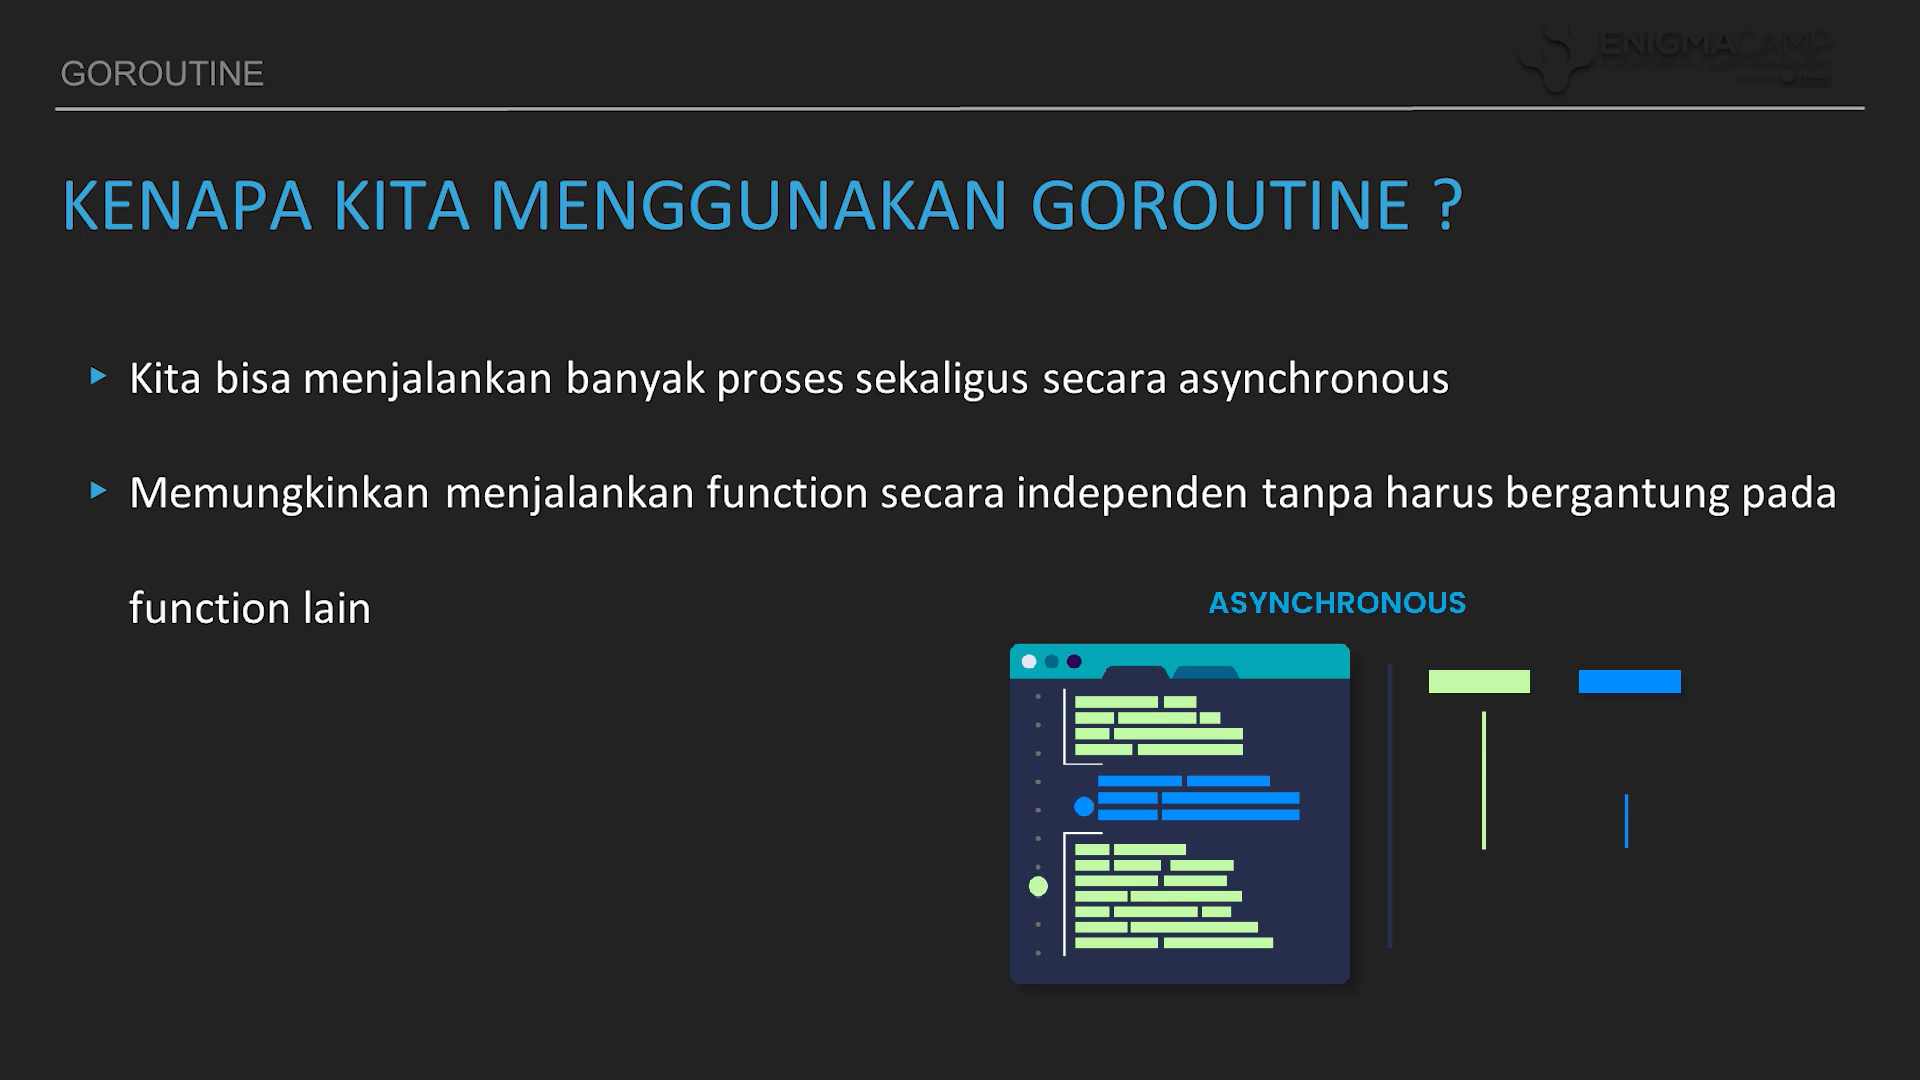 GOROUTINE
ENIGMACAMP
KENAPA KITA MENGGUNAKAN GOROUTINE ?
Kita bisa menjalankan banyak proses sekaligus secara asynchronous
Memungkinkan menjalankan function secara independen tanpa harus bergantung pada
function lain
ASYNCHRONOUS